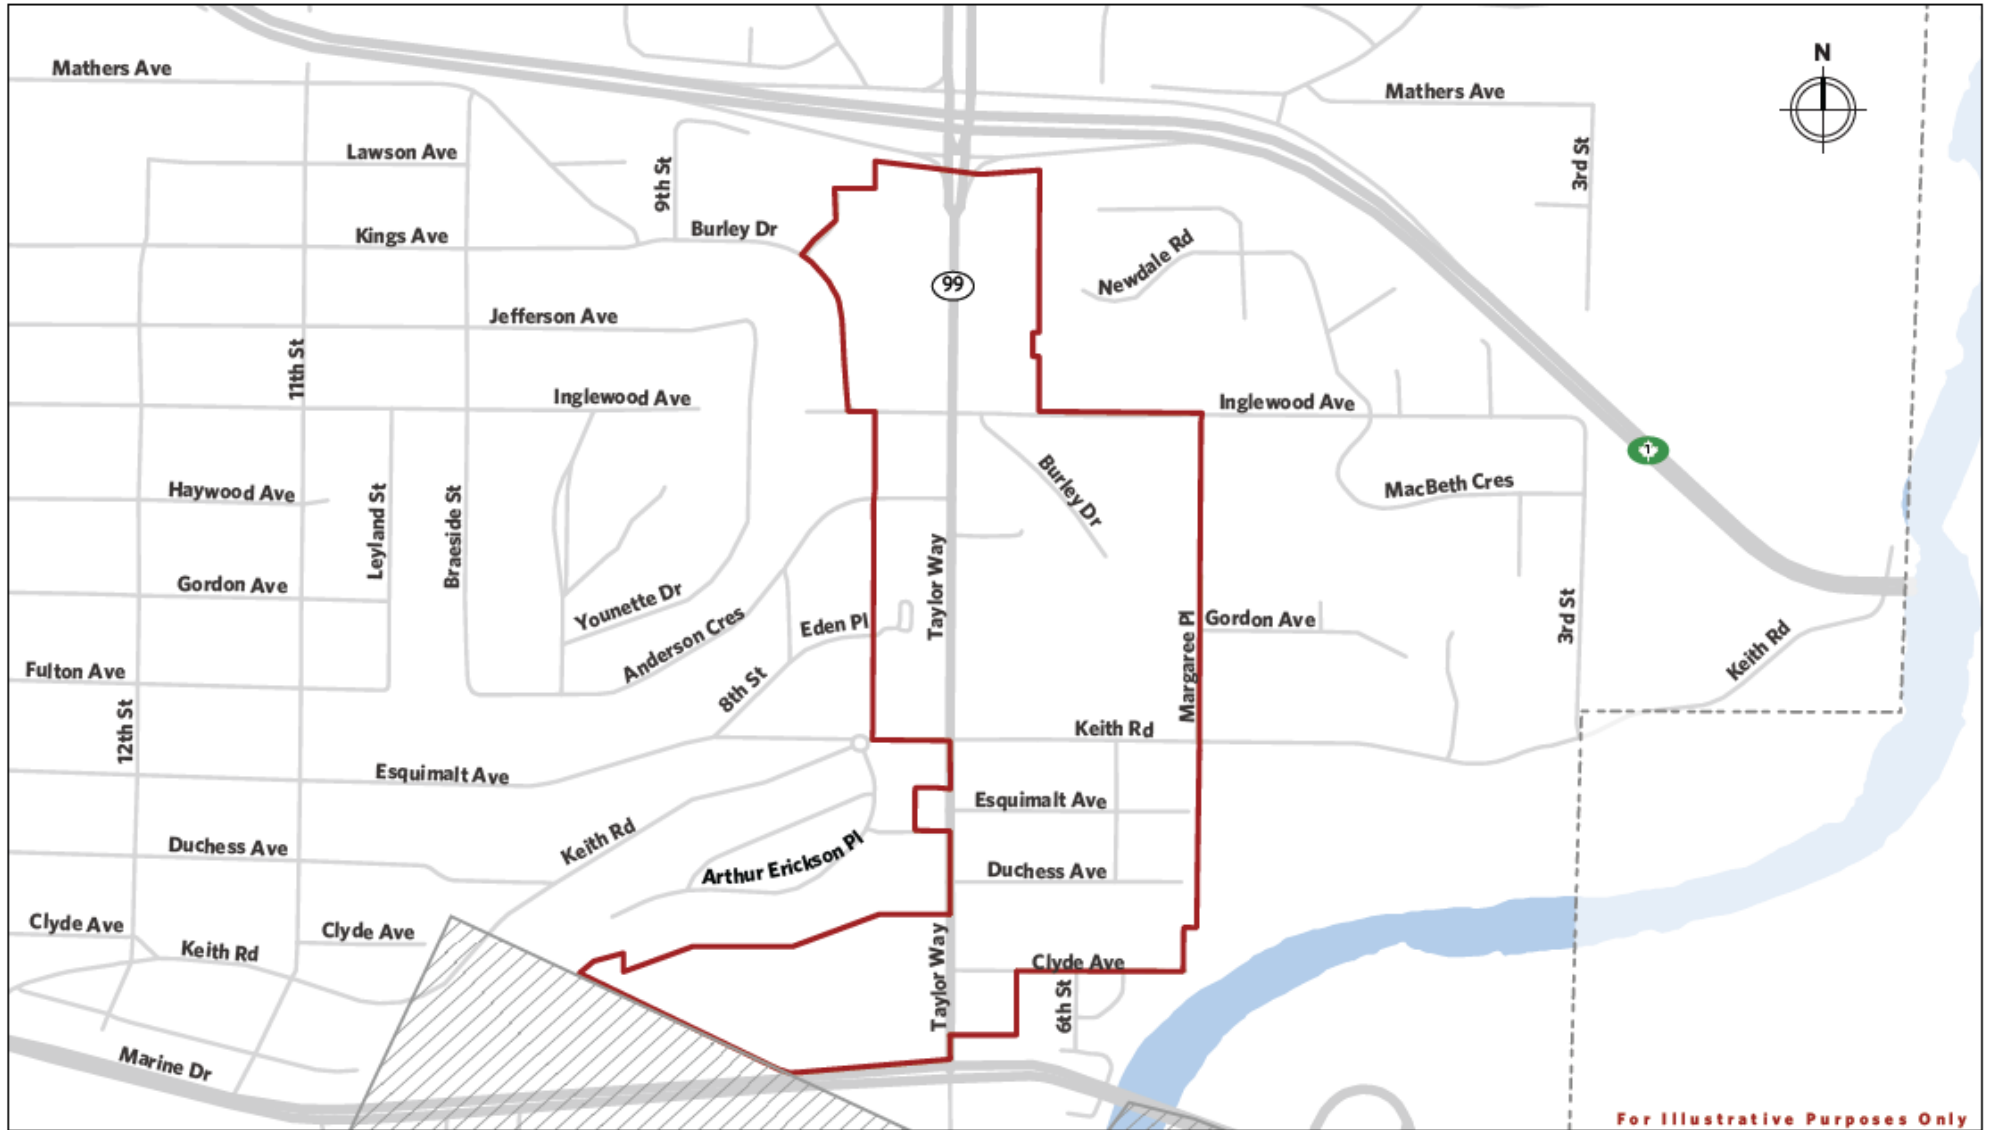 N
Mathers Ave
Mathers Ave
Lawson Ave
9th St
3rd St
Kings Ave
Burley Dr
Newdale Rd
99
Jefferson Ave
11th St
Inglewood Ave
Inglewood Ave
1
Haywood Ave
Leyland St
Braeside St
Burley Dr
MacBeth Cres
Gordon Ave
Younette Dr
Anderson Cres
Eden Pl
Taylor Way
Margaree Pl
Gordon Ave
3rd St
Keith Rd
Fulton Ave
8th St
12th St
Keith Rd
Esquimalt Ave
Esquimalt Ave
Duchess Ave
Keith Rd
Arthur Erickson Pl
Duchess Ave
Clyde Ave
Keith Rd
Clyde Ave
Taylor Way
Clyde Ave
6th St
Marine Dr
For Illustrative Purposes Only